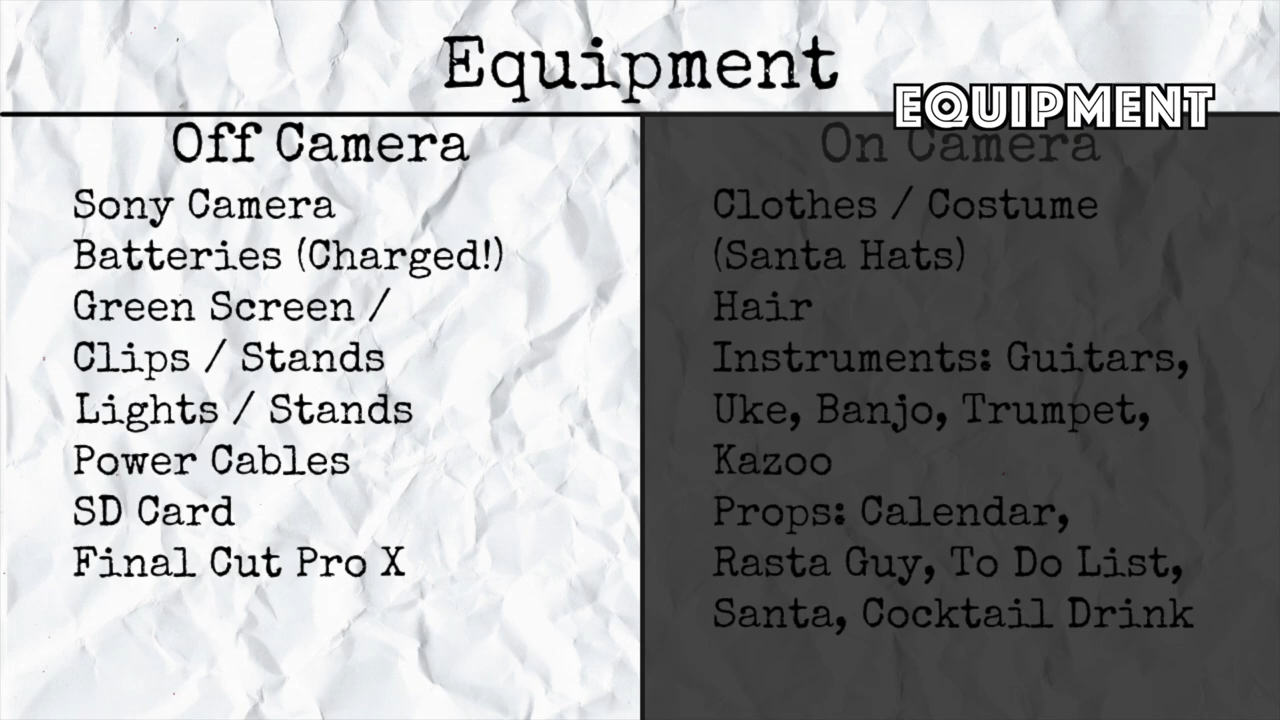 Equipment
EQUIPMENT
Off Camera
Sony Camera
Batteries (Charged!)
Green Screen /
Clips / Stands
Lights / Stands
Power Cables
SD Card
Final Cut Pro X
On Camera
Clothes / Costume
(Santa Hats)
Hair
Instruments: Guitars,
Uke, Banjo, Trumpet,
Kazoo
Props: Calendar,
Rasta Guy, To Do List,
Santa, Cocktail Drink